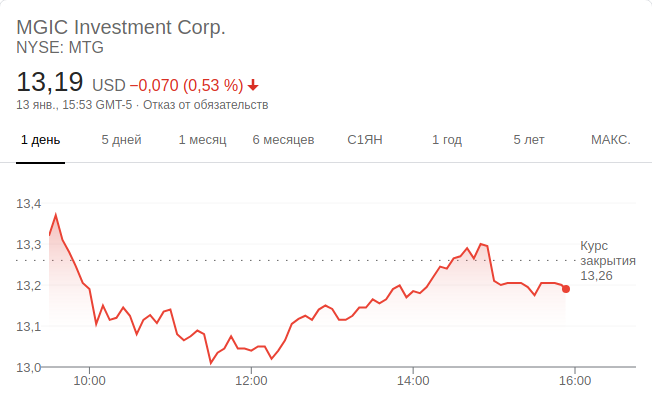 MGIC Investment Corp.
NYSE: MTG
13,19 USD −0,070 (0,53 %)
13 янв., 15:53 GMT-5 · Отказ от обязательств
1 день 5 дней 1 месяц 6 месяцев С1ЯН 1 год 5 лет МАКС.
13,4
13,3
13,2
13,1
13,0
Курс
закрытия
13,26
10:00 12:00 14:00 16:00